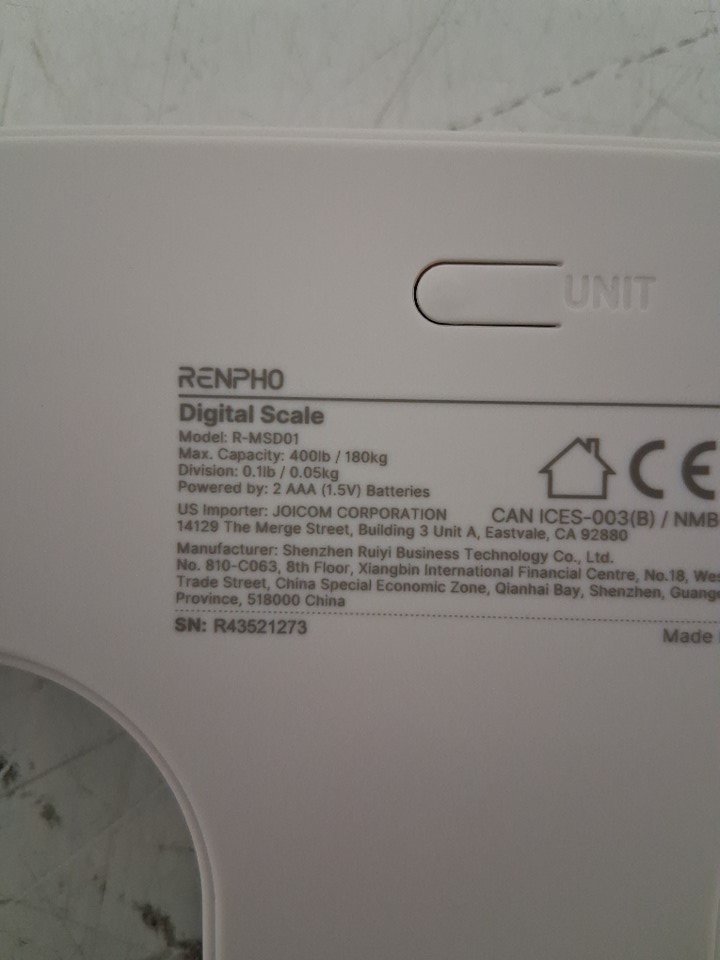 UNIT
RENPHO
Digital Scale
Model: R-MSD01
Max. Capacity: 400lb / 180kg
Division: 0.1lb / 0.05kg
Powered by: 2 AAA (1.5V) Batteries
CE
US Importer: JOICOM CORPORATION
CAN ICES-003(B) / NMB
14129 The Merge Street, Building 3 Unit A, Eastvale, CA 92880
Manufacturer: Shenzhen Ruiyi Business Technology Co., Ltd.
No. 810-C063, 8th Floor, Xiangbin International Financial Centre, No.18, Wes
Trade Street, China Special Economic Zone, Qianhai Bay, Shenzhen, Guang
Province, 518000 China
SN: R43521273
Made